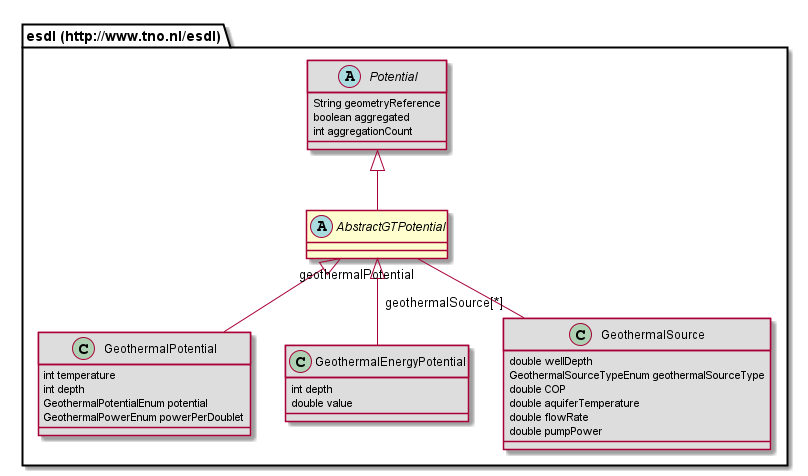 esdl (http://www.tno.nl/esdl)
A Potential
String geometryReference
boolean aggregated
int aggregationCount
A AbstractGTPotential
geothermalPotential
geothermalSource[*]
C GeothermalPotential
int temperature
int depth
GeothermalPotentialEnum potential
GeothermalPowerEnum powerPerDoublet
C GeothermalEnergyPotential
int depth
double value
C GeothermalSource
double wellDepth
GeothermalSourceTypeEnum geothermalSourceType
double COP
double aquiferTemperature
double flowRate
double pumpPower